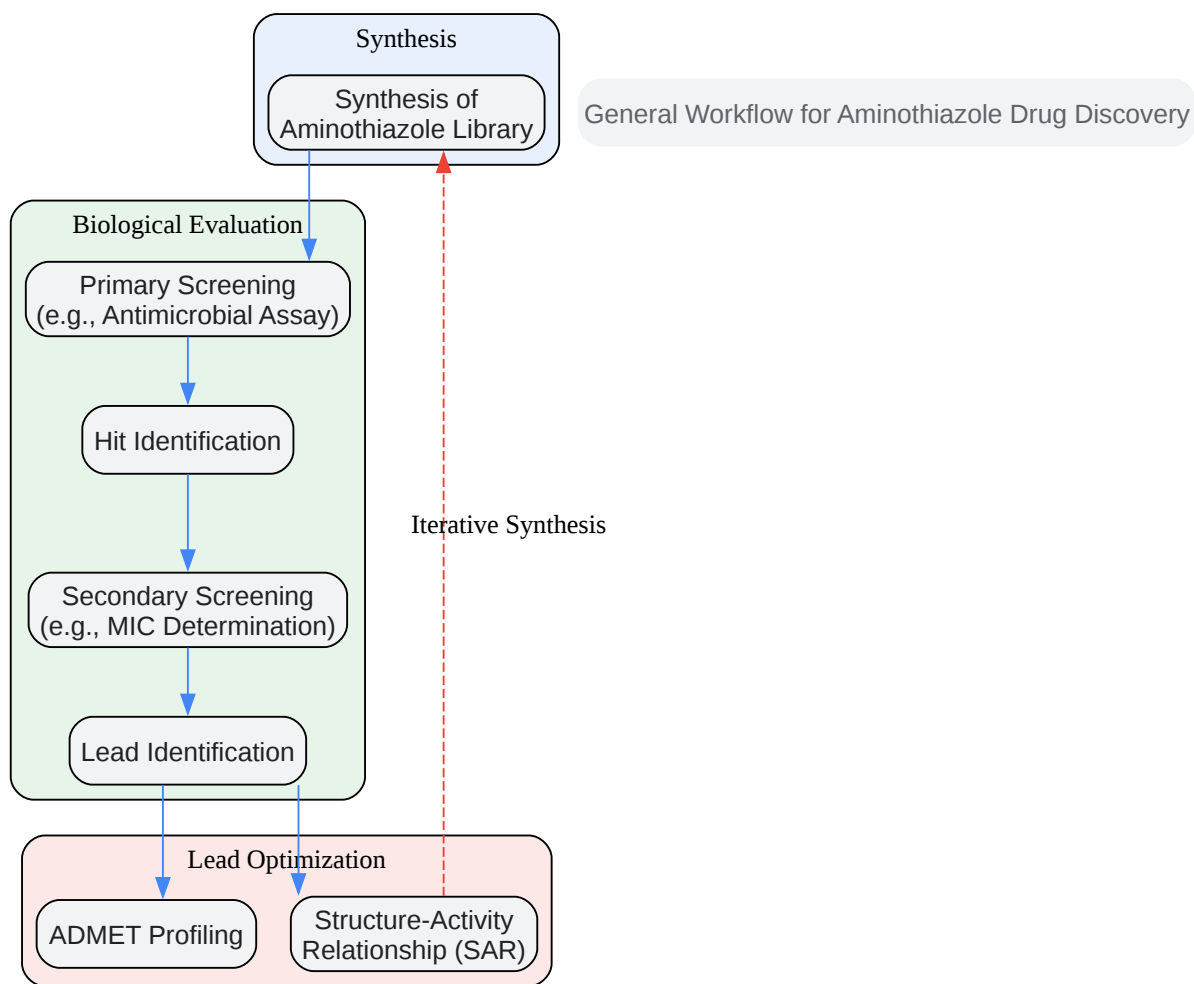 Synthesis
Synthesis of
Aminothiazole Library
General Workflow for Aminothiazole Drug Discovery
Biological Evaluation
Primary Screening
(e.g., Antimicrobial Assay)
Hit Identification
Iterative Synthesis
Secondary Screening
(e.g., MIC Determination)
Lead Identification
Lead Optimization
ADMET Profiling
Structure-Activity
Relationship (SAR)